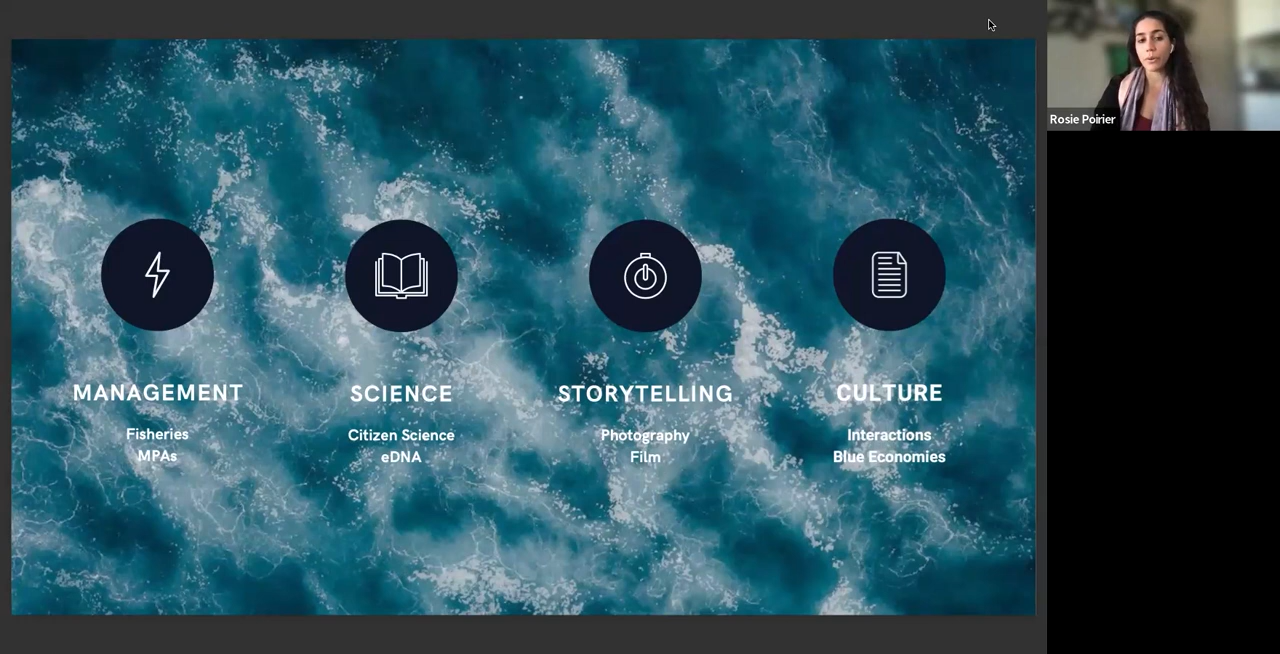 Rosie Poirier
MANAGEMENT
Fisheries
MPAs
SCIENCE
Citizen Science
eDNA
STORYTELLING
Photography
Film
CULTURE
Interactions
Blue Economies